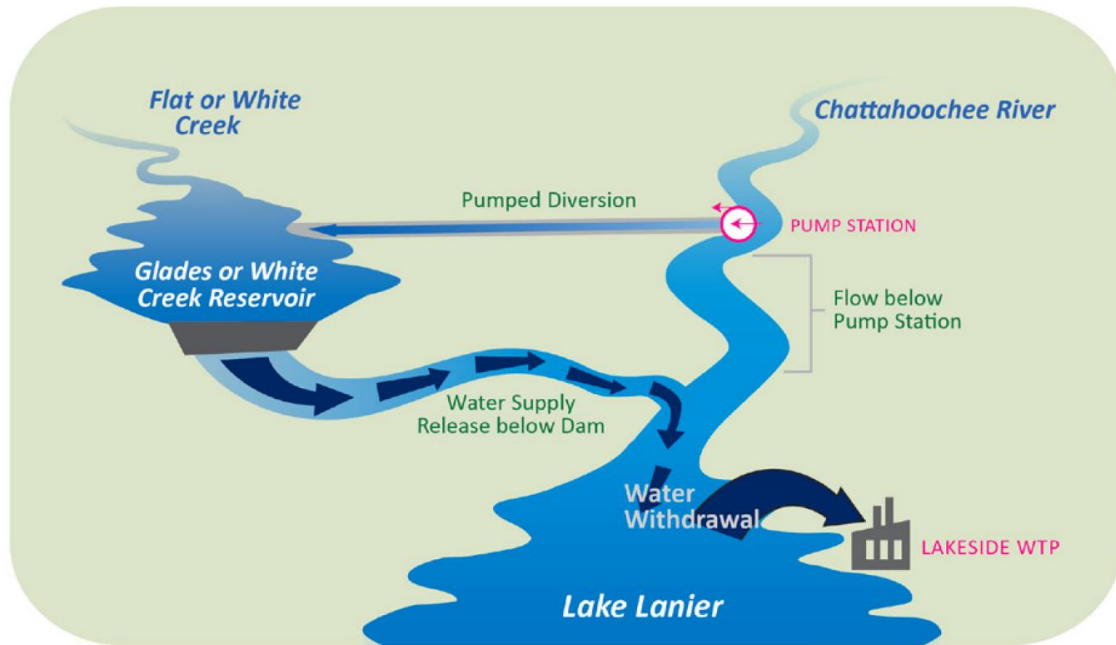 Flat or White
Creek
Chattahoochee River
Pumped Diversion
PUMP STATION
Glades or White
Creek Reservoir
Flow below
Pump Station
Water Supply
Release below Dam
Water
Withdrawal
LAKESIDE WTP
Lake Lanier